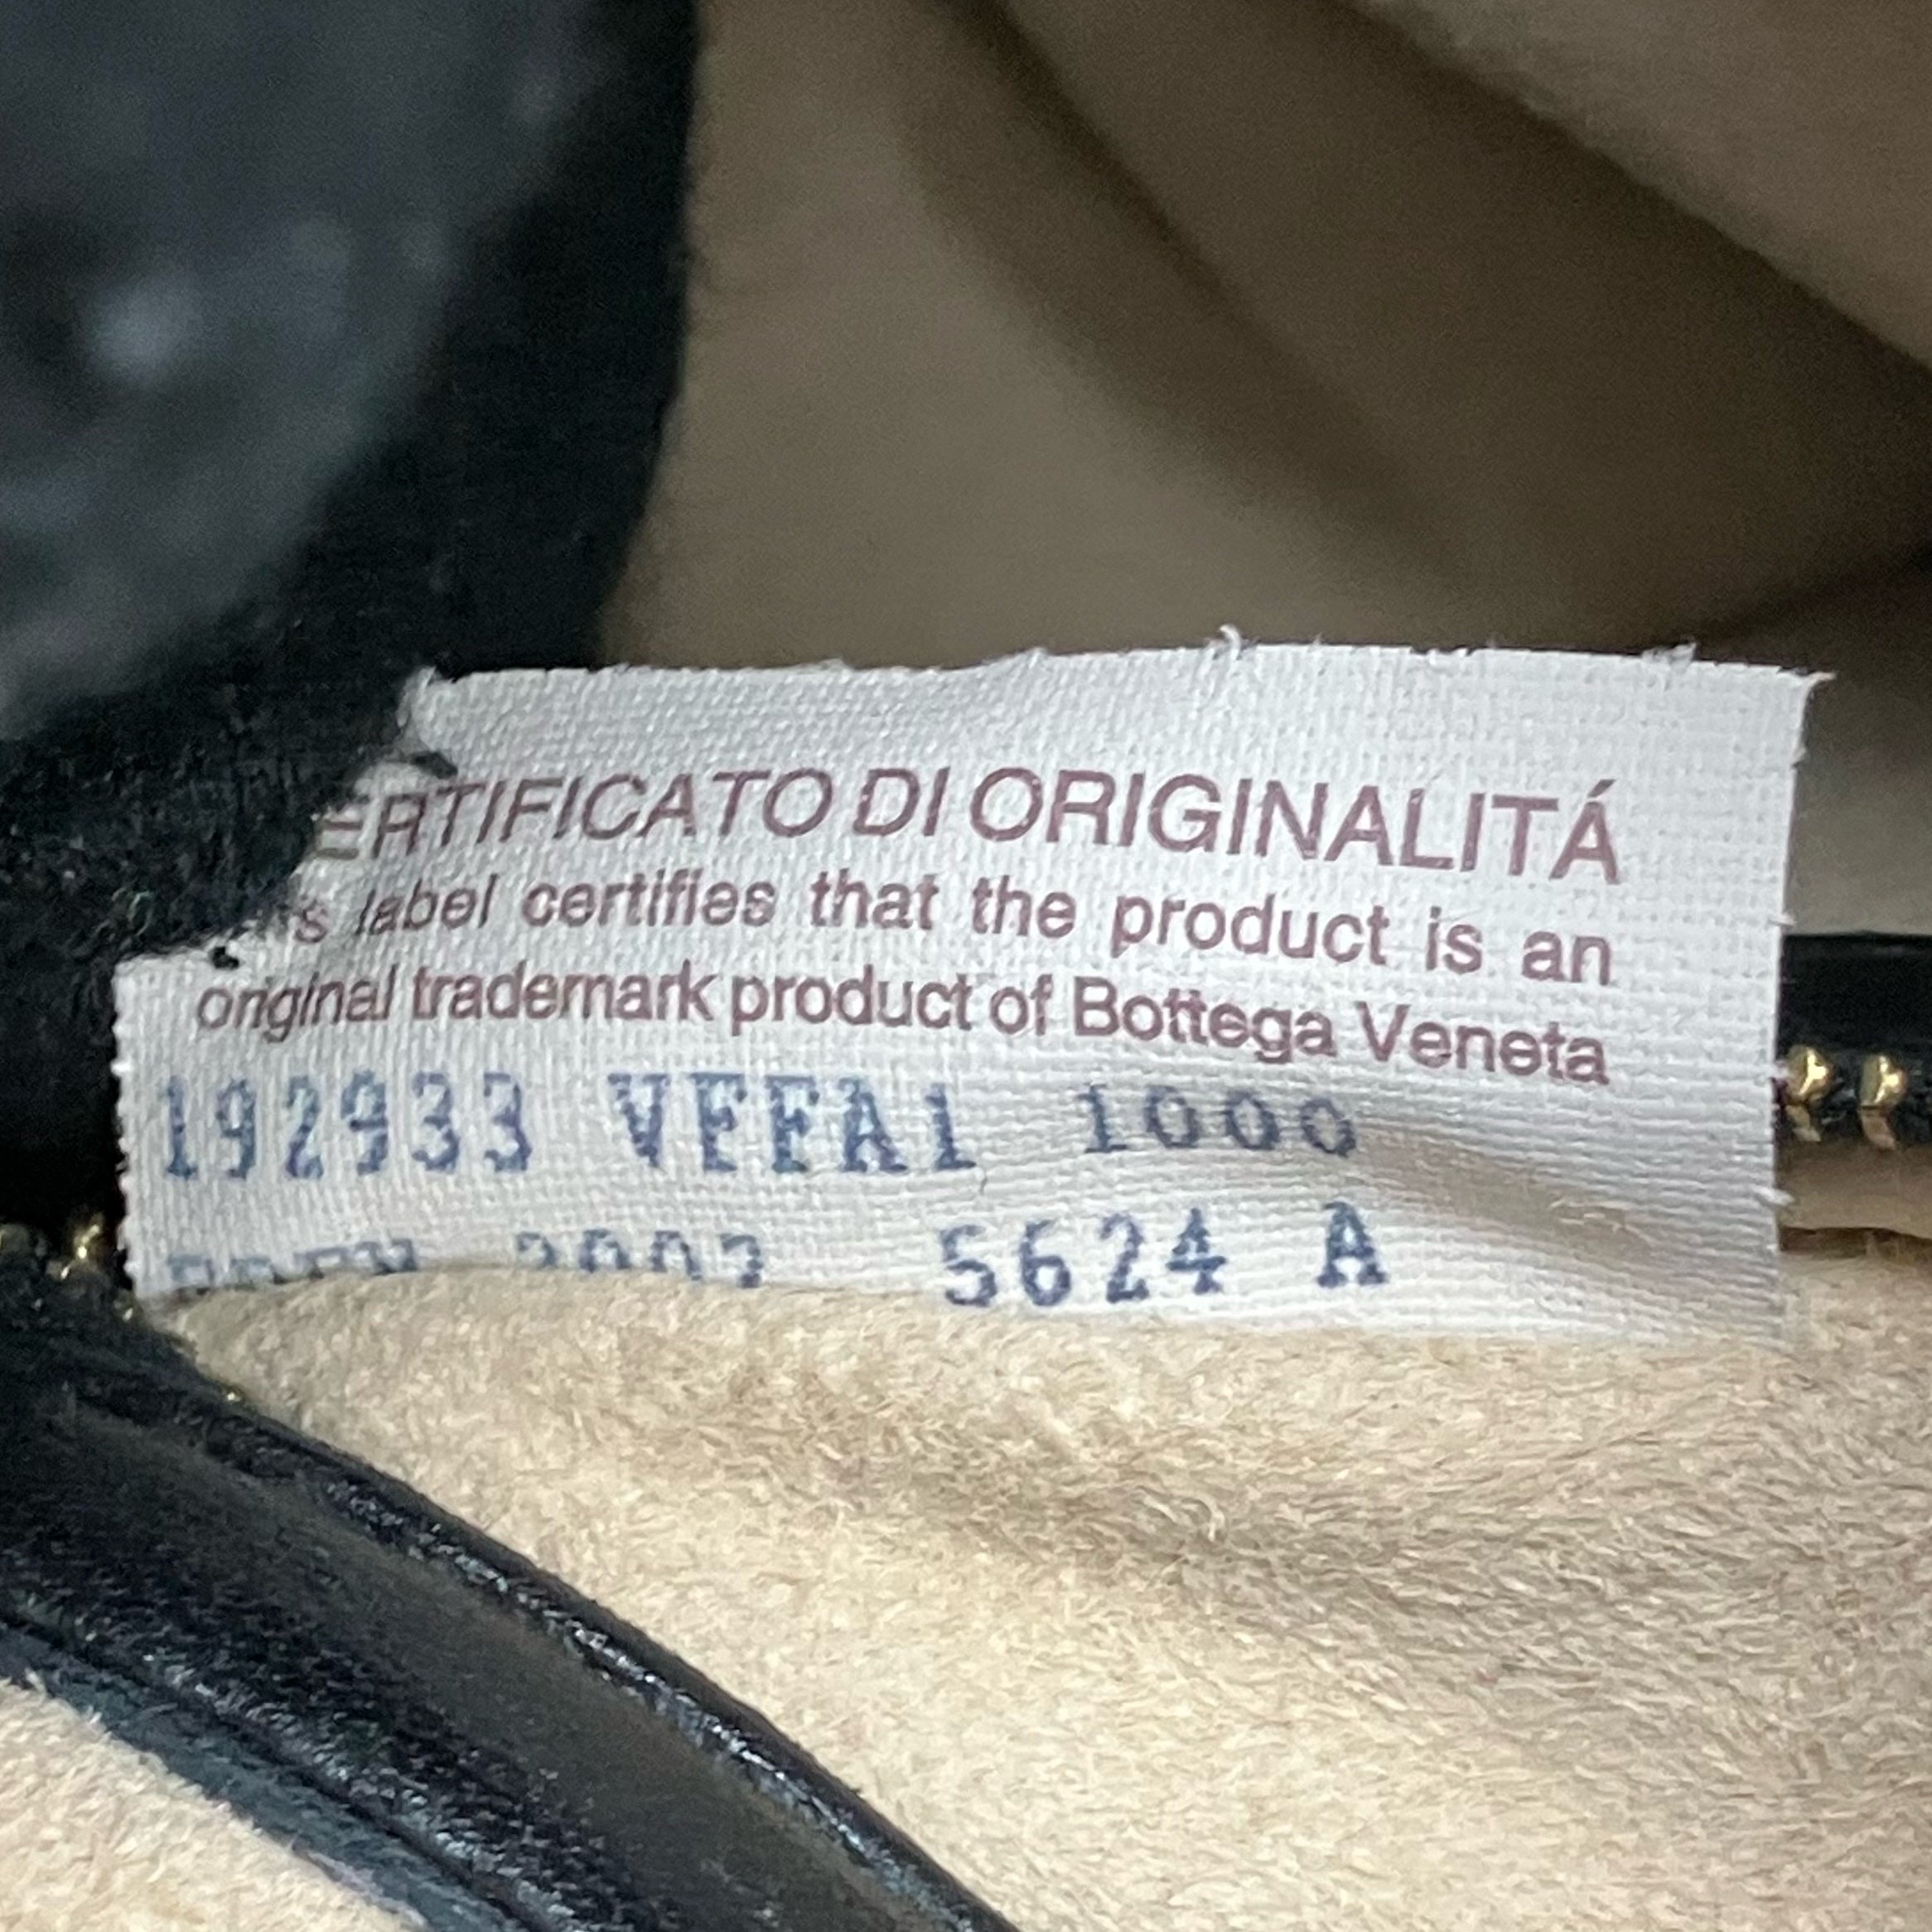 ERTIFICATO DI ORIGINALITÁ
label certifies that the product is an
original trademark product of Bottega Veneta
192933 VFFA1 1000
5624 A